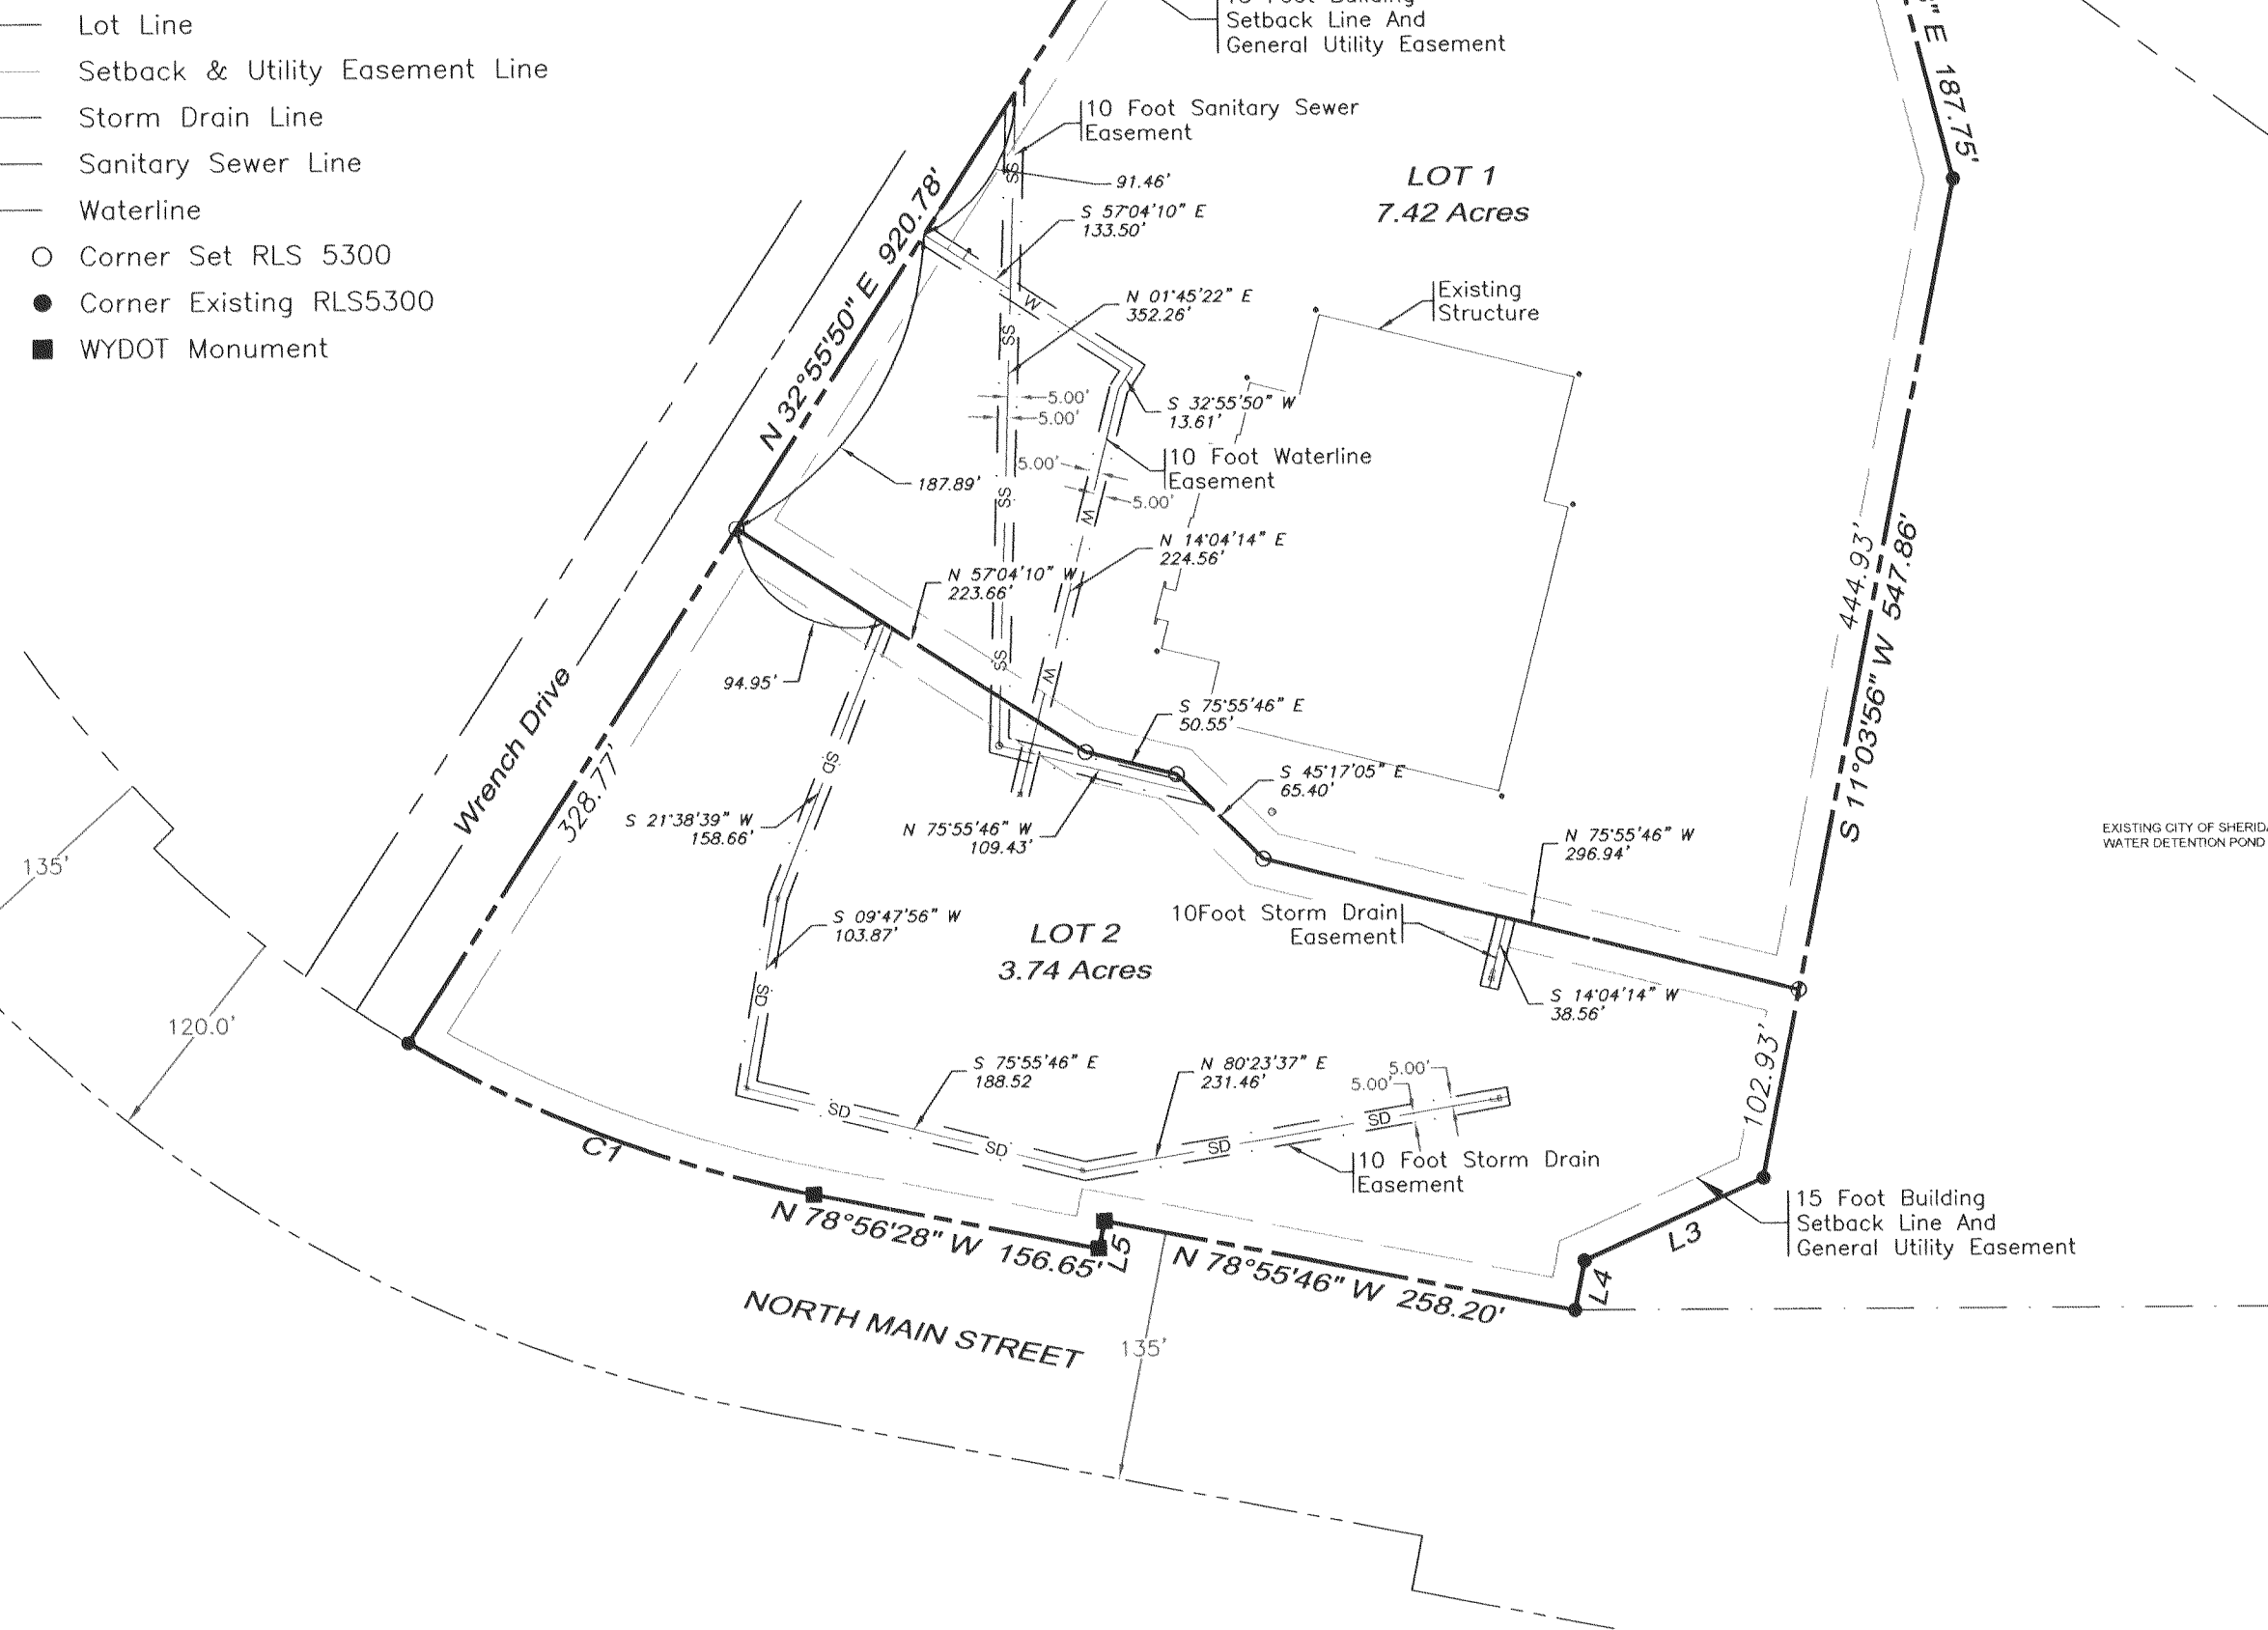 Lot Line
Setback & Utility Easement Line
Storm Drain Line
Sanitary Sewer Line
Waterline
Corner Set RLS 5300
Corner Existing RLS5300
WYDOT Monument
Setback Line And
General Utility Easement
" E 187.75'
10 Foot Sanitary Sewer
Easement
91.46'
S 57°04'10" E
133.50'
LOT 1
7.42 Acres
N 32°55'50" E 920.78'
N 01°45'22" E
352.26'
Existing
Structure
5.00'
5.00'
S 32°55'50" W
13.61'
10 Foot Waterline
Easement
5.00'
5.00'
187.89'
N 14°04'14" E
224.56'
N 57°04'10" W
223.66'
94.95'
SS
SS
SS
SS
W
W
W
444.93'
S 11°03'56" W 547.86'
Wrench Drive
328.77'
S 75°55'46" E
50.55'
S 45°17'05" E
65.40'
S 21°38'39" W
158.66'
N 75°55'46" W
109.43'
N 75°55'46" W
296.94'
EXISTING CITY OF SHERID
WATER DETENTION POND
135'
120.0'
SD
S 09°47'56" W
103.87'
SD
LOT 2
3.74 Acres
10Foot Storm Drain
Easement
S 14°04'14" W
38.56'
102.93'
S 75°55'46" E
188.52
N 80°23'37" E
231.46'
5.00'
5.00'
SD
SD
SD
SD
10 Foot Storm Drain
Easement
C1
N 78°56'28" W 156.65'
L5
N 78°55'46" W 258.20'
L4
L3
15 Foot Building
Setback Line And
General Utility Easement
NORTH MAIN STREET
135'